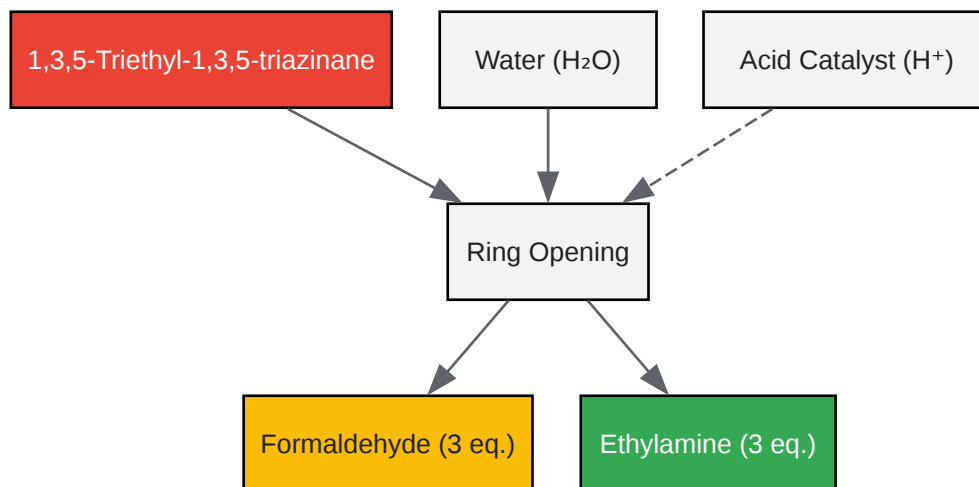 1,3,5-Triethyl-1,3,5-triazinane
Water (H₂O)
Acid Catalyst (H⁺)
Ring Opening
Formaldehyde (3 eq.)
Ethylamine (3 eq.)